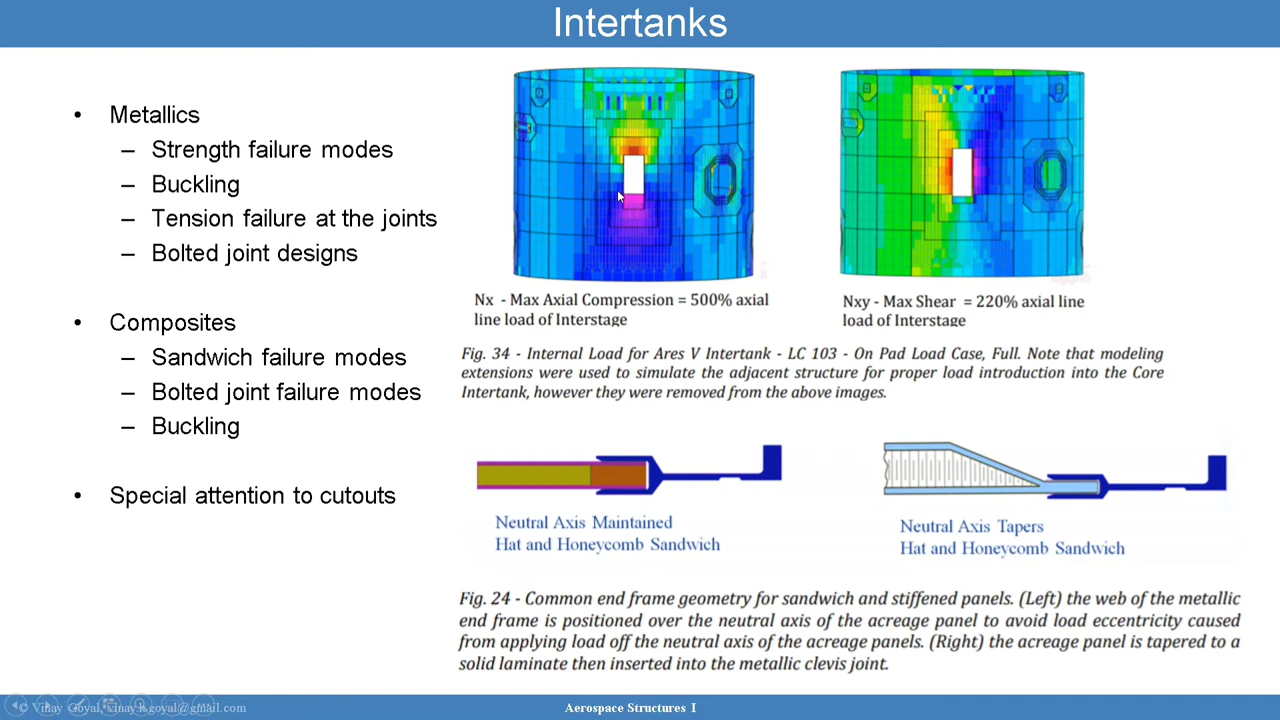 Intertanks
• Metallics
– Strength failure modes
– Buckling
– Tension failure at the joints
– Bolted joint designs
• Composites
– Sandwich failure modes
– Bolted joint failure modes
– Buckling
• Special attention to cutouts
Nx - Max Axial Compression = 500% axial
line load of Interstage
Nxy - Max Shear = 220% axial line
load of Interstage
Fig. 34 - Internal Load for Ares V Intertank - LC 103 - On Pad Load Case, Full. Note that modeling
extensions were used to simulate the adjacent structure for proper load introduction into the Core
Intertank, however they were removed from the above images.
Neutral Axis Maintained
Hat and Honeycomb Sandwich
Neutral Axis Tapers
Hat and Honeycomb Sandwich
Fig. 24 - Common end frame geometry for sandwich and stiffened panels. (Left) the web of the metallic
end frame is positioned over the neutral axis of the acreage panel to avoid load eccentricity caused
from applying load off the neutral axis of the acreage panels. (Right) the acreage panel is tapered to a
solid laminate then inserted into the metallic clevis joint.
© Vinay Goyal, vinay.k.goyal@gmail.com
Aerospace Structures I